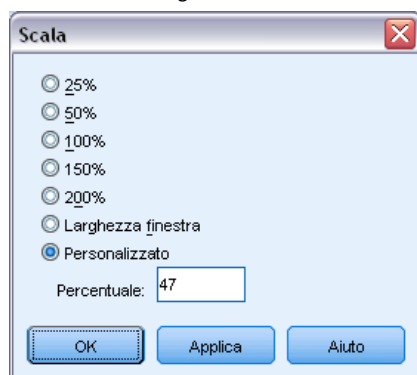 Scala
25%
50%
100%
150%
200%
Larghezza finestra
Personalizzato
Percentuale: 47
OK Applica Aiuto